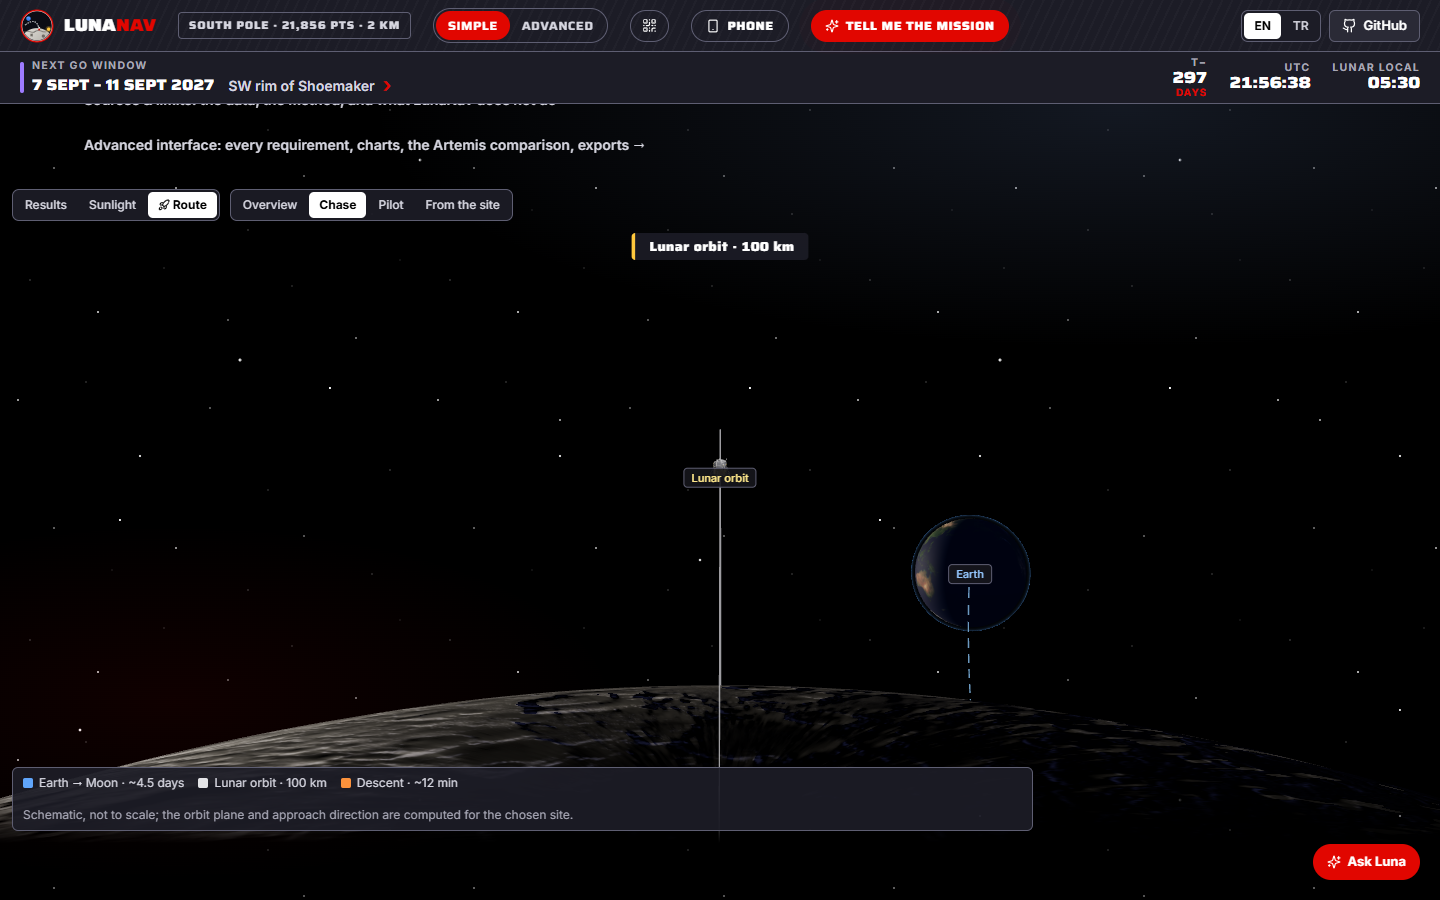 LUNANAV
SOUTH POLE · 21,856 PTS · 2 KM
SIMPLE
ADVANCED
PHONE
TELL ME THE MISSION
EN
TR
GitHub
NEXT GO WINDOW
7 SEPT – 11 SEPT 2027
SW rim of Shoemaker
T−
297
DAYS
UTC
21:56:38
LUNAR LOCAL
05:30
Advanced interface: every requirement, charts, the Artemis comparison, exports →
Results
Sunlight
Route
Overview
Chase
Pilot
From the site
Lunar orbit · 100 km
Lunar orbit
Earth
Earth → Moon · ~4.5 days
Lunar orbit · 100 km
Descent · ~12 min
Schematic, not to scale; the orbit plane and approach direction are computed for the chosen site.
Ask Luna